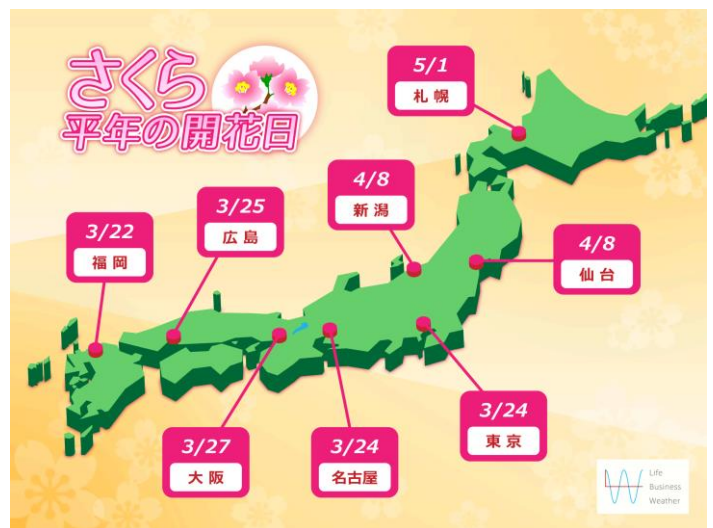 さくら
平年の開花日
5/1
札幌
4/8
新潟
3/25
広島
3/22
福岡
4/8
仙台
3/24
東京
3/27
大阪
3/24
名古屋
Life
Business
Weather